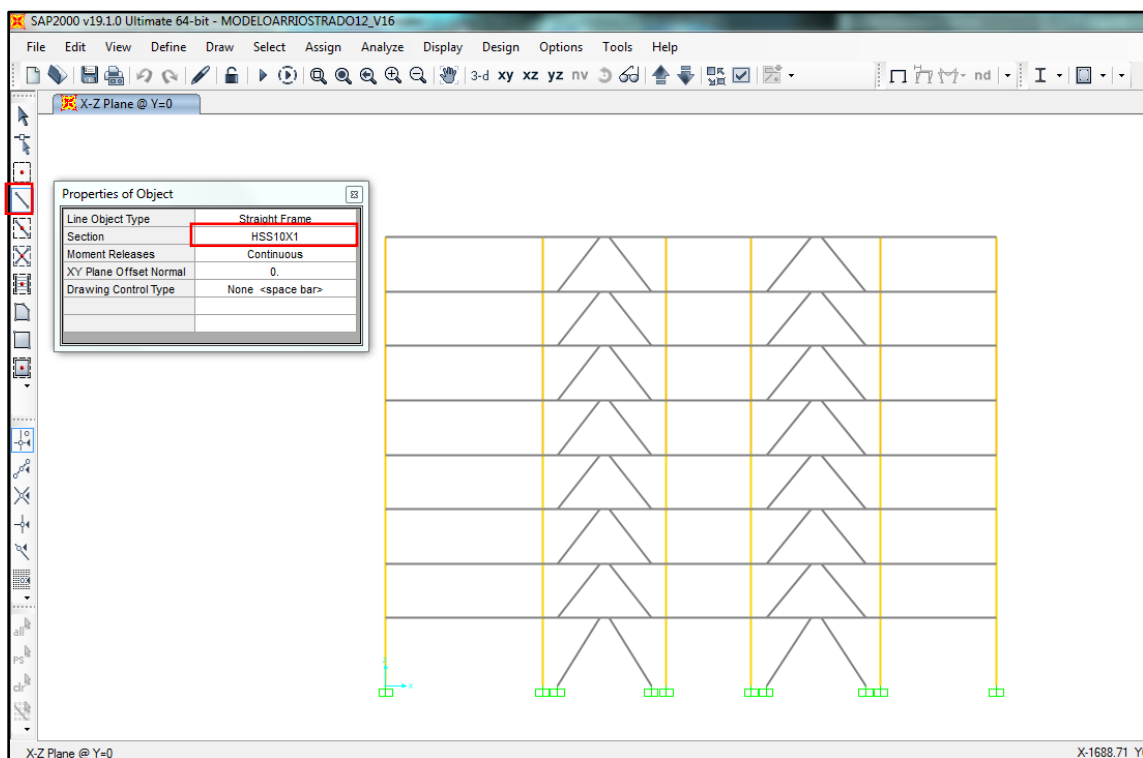 SAP2000 v19.1.0 Ultimate 64-bit - MODELOARRIOSTRADO12_V16
File Edit View Define Draw Select Assign Analyze Display Design Options Tools Help
3-d xy xz yz nv nd
X-Z Plane @ Y=0
Properties of Object
Line Object Type Straight Frame
Section HSS10X1
Moment Releases Continuous
XY Plane Offset Normal 0.
Drawing Control Type None <space bar>
all
PS
clr
X-Z Plane @ Y=0 X-1688.71 Y